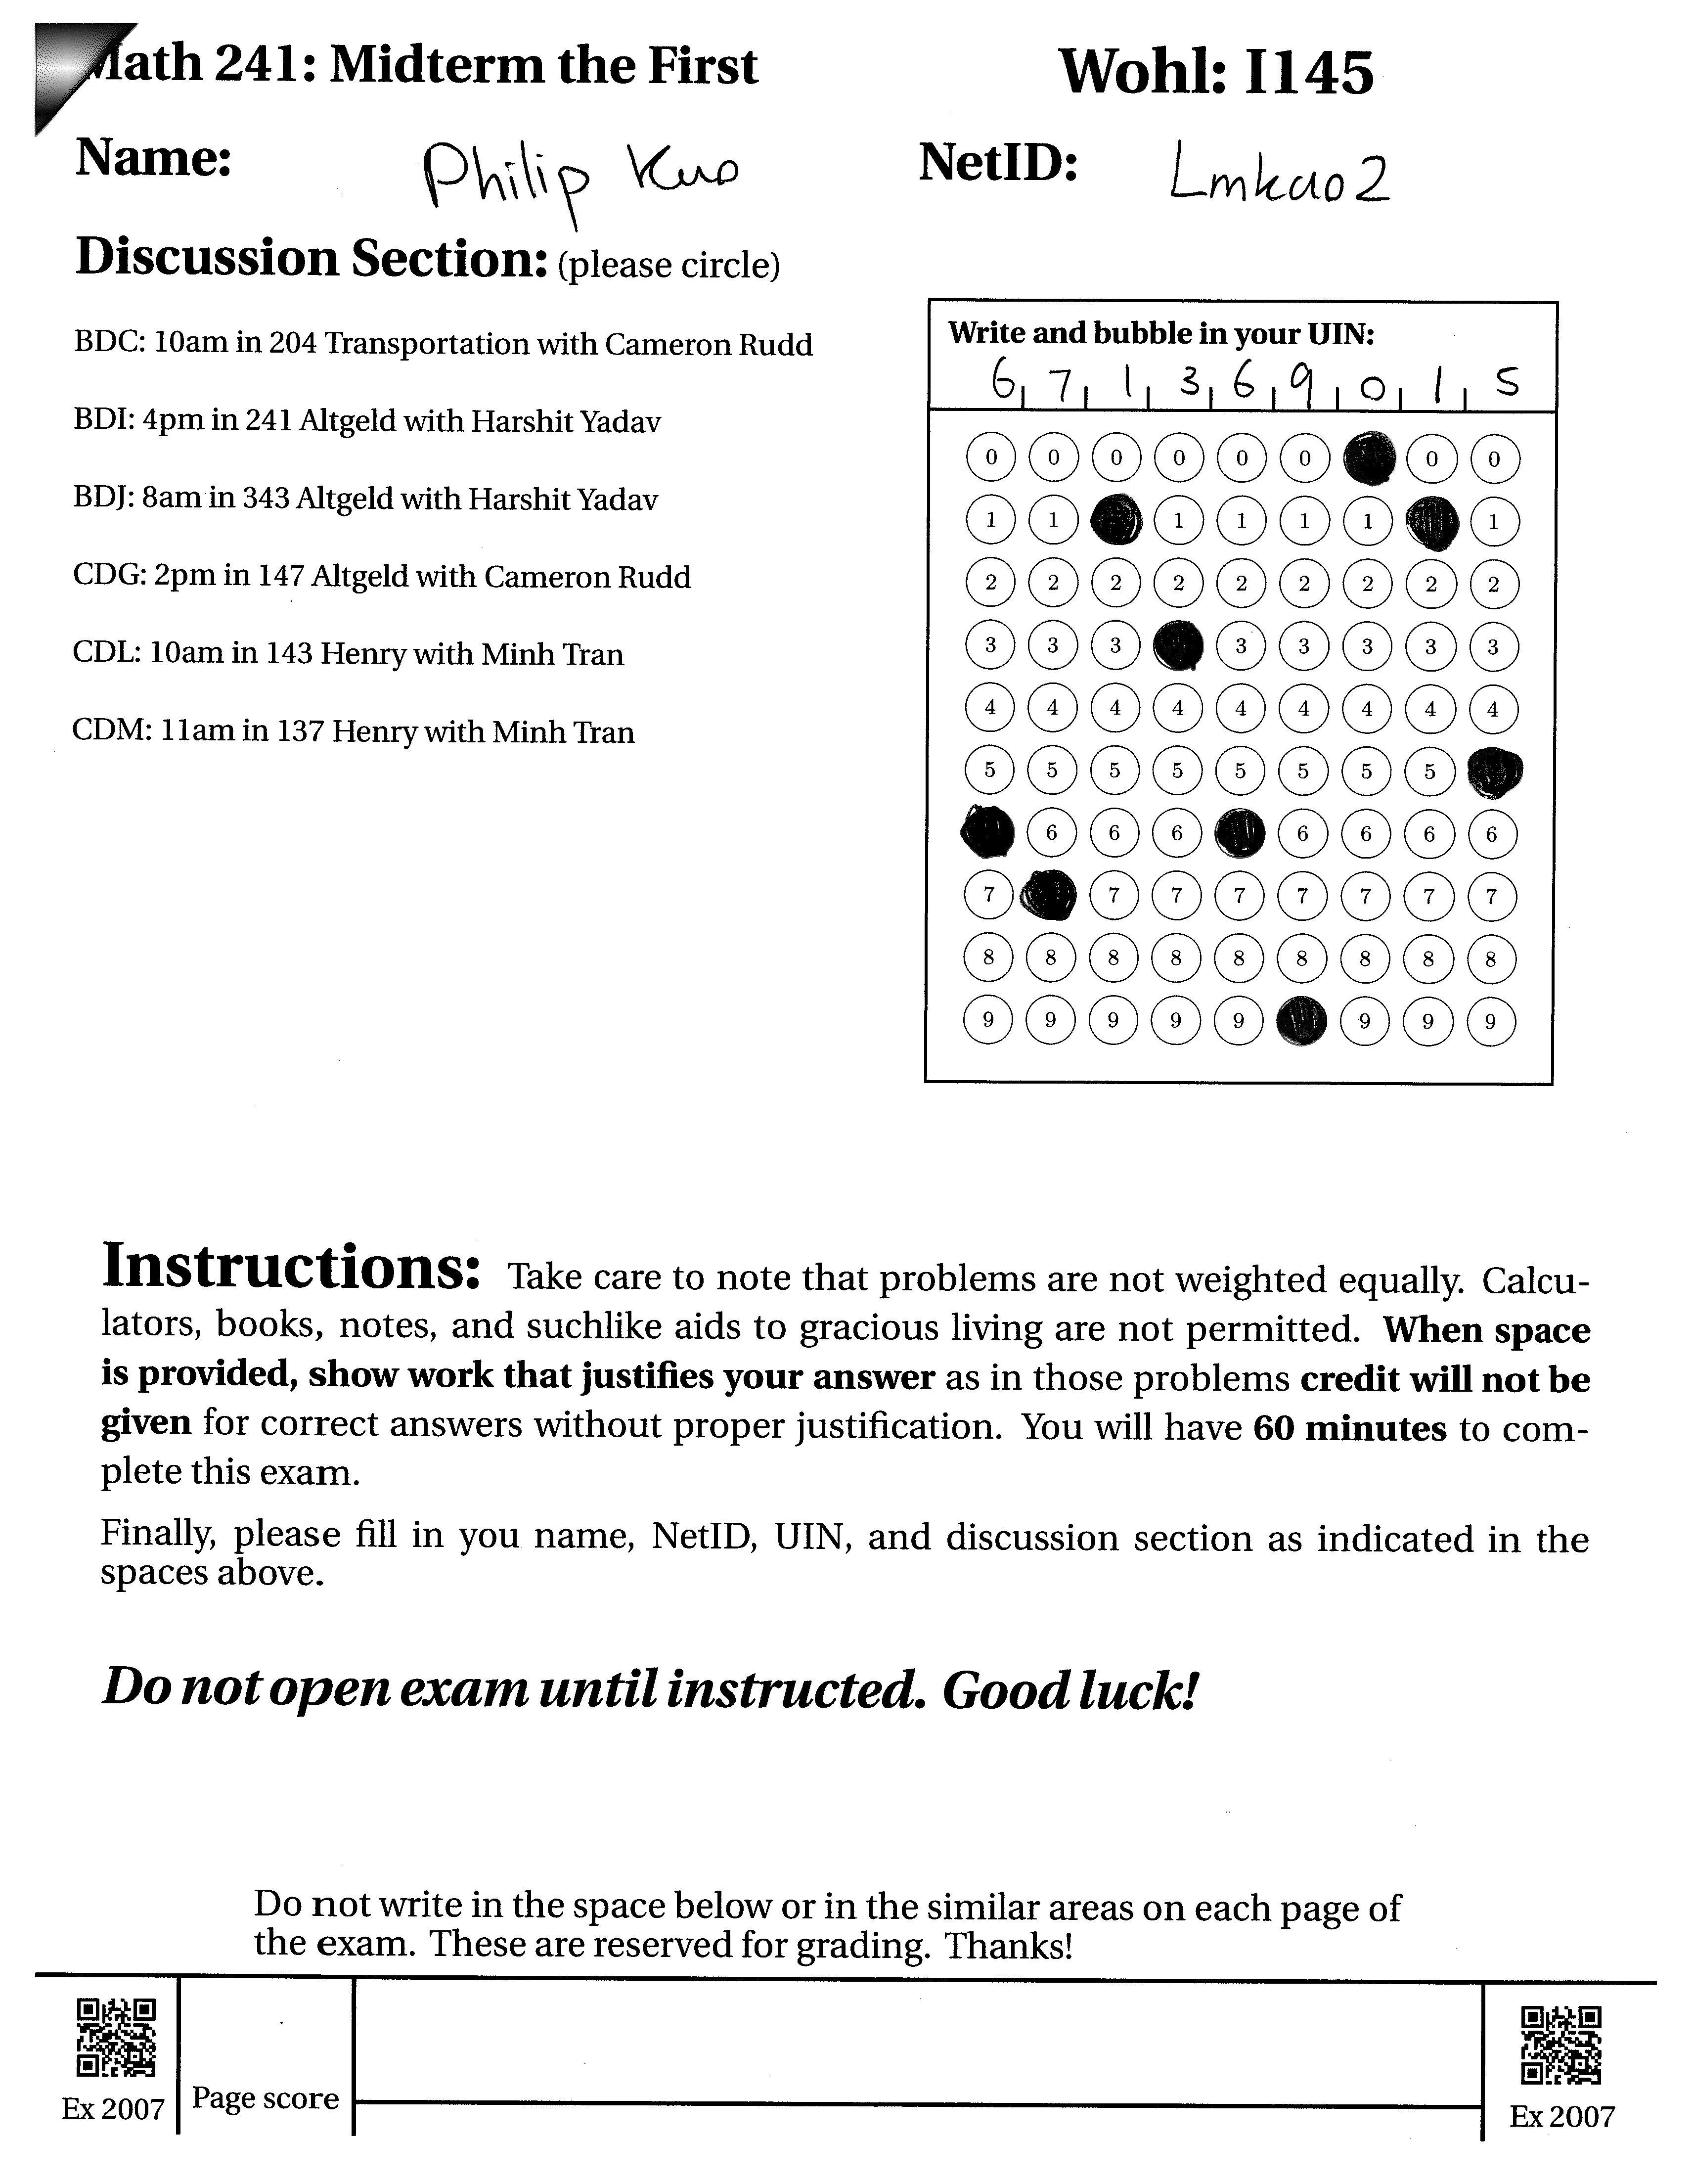 Math 241: Midterm the First
Wohl: I145
Name: Philip Kuo
NetID: Lmkao2
Discussion Section: (please circle)
BDC: 10am in 204 Transportation with Cameron Rudd
BDI: 4pm in 241 Altgeld with Harshit Yadav
BDJ: 8am in 343 Altgeld with Harshit Yadav
CDG: 2pm in 147 Altgeld with Cameron Rudd
CDL: 10am in 143 Henry with Minh Tran
CDM: 11am in 137 Henry with Minh Tran
Write and bubble in your UIN:
6 7 1 3 6 9 0 1 5
0 0 0 0 0 0 0 0
1 1 1 1 1 1 1
2 2 2 2 2 2 2 2 2
3 3 3 3 3 3 3 3
4 4 4 4 4 4 4 4 4
5 5 5 5 5 5 5 5
6 6 6 6 6 6 6
7 7 7 7 7 7 7 7
8 8 8 8 8 8 8 8 8
9 9 9 9 9 9 9 9
Instructions: Take care to note that problems are not weighted equally. Calcu-
lators, books, notes, and suchlike aids to gracious living are not permitted. When space
is provided, show work that justifies your answer as in those problems credit will not be
given for correct answers without proper justification. You will have 60 minutes to com-
plete this exam.
Finally, please fill in you name, NetID, UIN, and discussion section as indicated in the
spaces above.
Do not open exam until instructed. Good luck!
Do not write in the space below or in the similar areas on each page of
the exam. These are reserved for grading. Thanks!
Ex 2007
Page score
Ex 2007